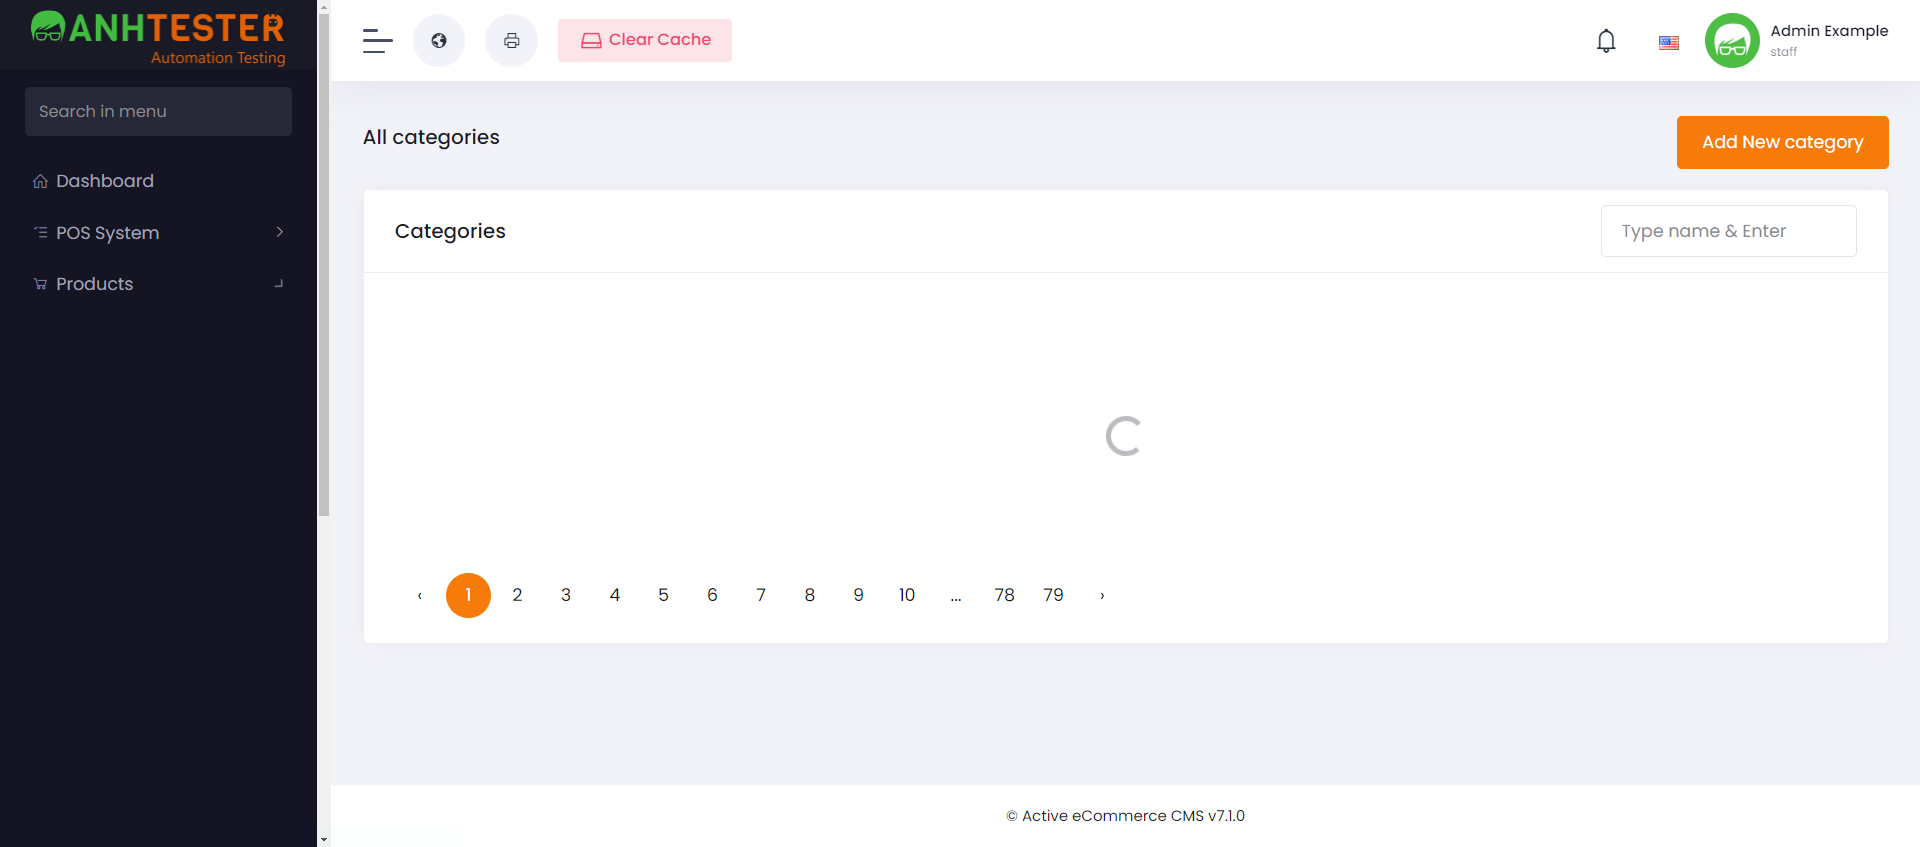 ANHTESTER
Automation Testing
Search in menu
Dashboard
POS System
Products
Clear Cache
Admin Example
staff
All categories
Add New category
Categories
Type name & Enter
‹ 1 2 3 4 5 6 7 8 9 10 ... 78 79 ›
© Active eCommerce CMS v7.1.0